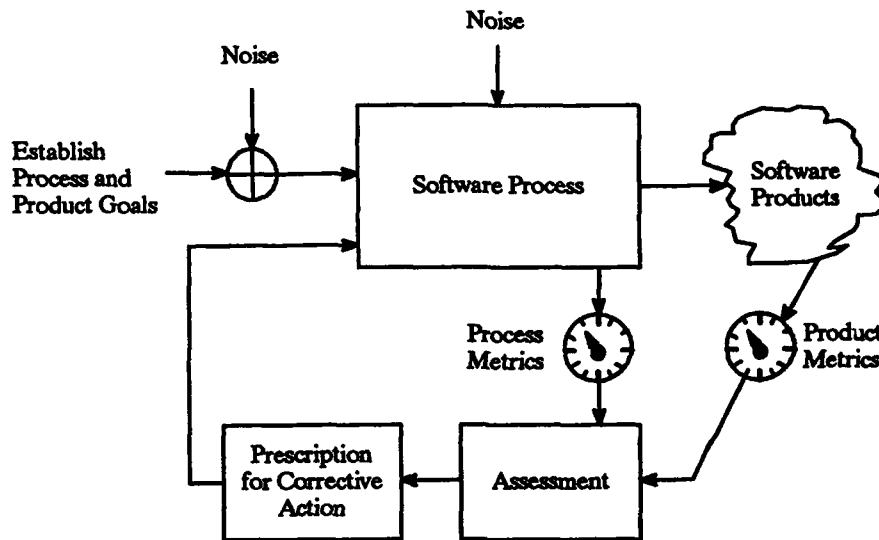 Noise
Noise
Establish
Process and
Product Goals
Software Process
Software
Products
Process
Metrics
Product
Metrics
Prescription
for Corrective
Action
Assessment